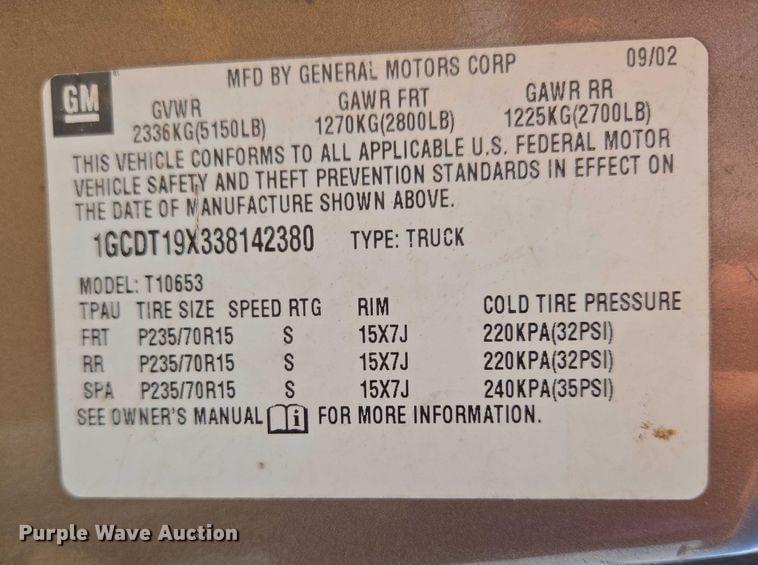 GM
MFD BY GENERAL MOTORS CORP 09/02
GVWR GAWR FRT GAWR RR
2336KG(5150LB) 1270KG(2800LB) 1225KG(2700LB)
THIS VEHICLE CONFORMS TO ALL APPLICABLE U.S. FEDERAL MOTOR
VEHICLE SAFETY AND THEFT PREVENTION STANDARDS IN EFFECT ON
THE DATE OF MANUFACTURE SHOWN ABOVE.
1GCDT19X338142380 TYPE: TRUCK
MODEL: T10653
TPAU TIRE SIZE SPEED RTG RIM COLD TIRE PRESSURE
FRT P235/70R15 S 15X7J 220KPA(32PSI)
RR P235/70R15 S 15X7J 220KPA(32PSI)
SPA P235/70R15 S 15X7J 240KPA(35PSI)
SEE OWNER'S MANUAL i FOR MORE INFORMATION.
Purple Wave Auction